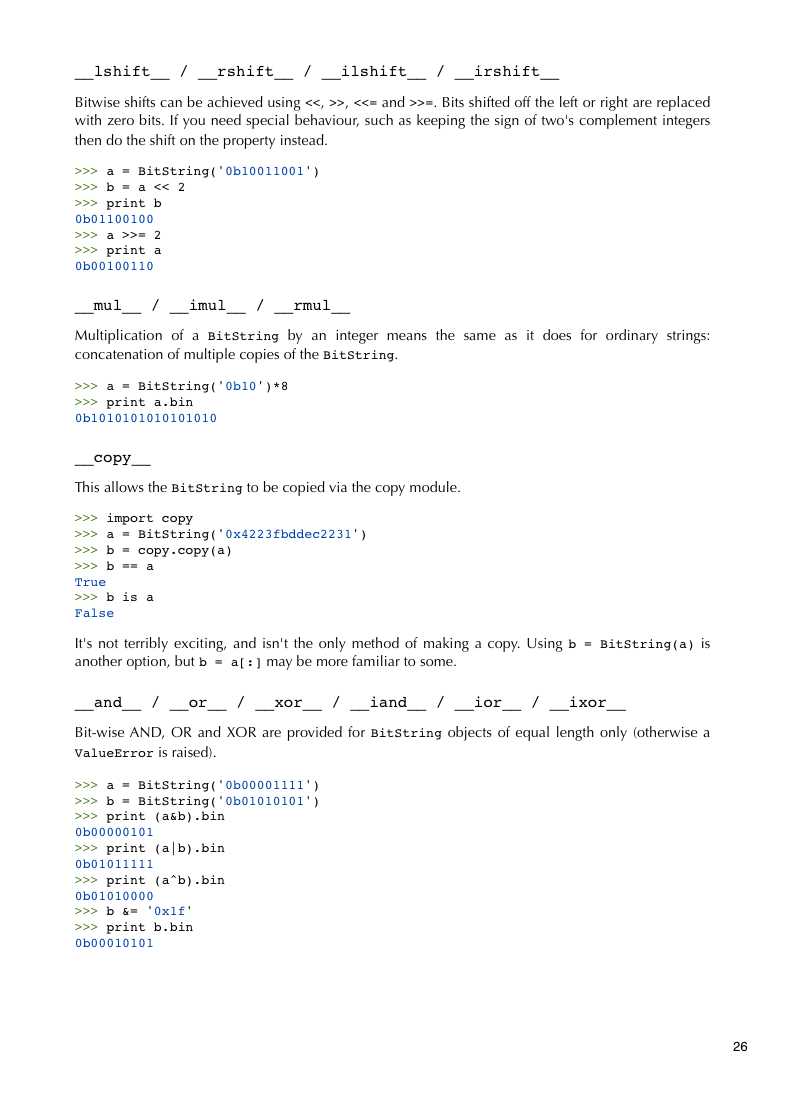 __lshift__ / __rshift__ / __ilshift__ / __irshift__
Bitwise shifts can be achieved using <<, >>, <<= and >>=. Bits shifted off the left or right are replaced
with zero bits. If you need special behaviour, such as keeping the sign of two's complement integers
then do the shift on the property instead.
>>> a = BitString('0b10011001')
>>> b = a << 2
>>> print b
0b01100100
>>> a >>= 2
>>> print a
0b00100110
__mul__ / __imul__ / __rmul__
Multiplication of a BitString by an integer means the same as it does for ordinary strings:
concatenation of multiple copies of the BitString.
>>> a = BitString('0b10')*8
>>> print a.bin
0b1010101010101010
__copy__
This allows the BitString to be copied via the copy module.
>>> import copy
>>> a = BitString('0x4223fbddec2231')
>>> b = copy.copy(a)
>>> b == a
True
>>> b is a
False
It's not terribly exciting, and isn't the only method of making a copy. Using b = BitString(a) is
another option, but b = a[:] may be more familiar to some.
__and__ / __or__ / __xor__ / __iand__ / __ior__ / __ixor__
Bit-wise AND, OR and XOR are provided for BitString objects of equal length only (otherwise a
ValueError is raised).
>>> a = BitString('0b00001111')
>>> b = BitString('0b01010101')
>>> print (a&b).bin
0b00000101
>>> print (a|b).bin
0b01011111
>>> print (a^b).bin
0b01010000
>>> b &= '0x1f'
>>> print b.bin
0b00010101
26